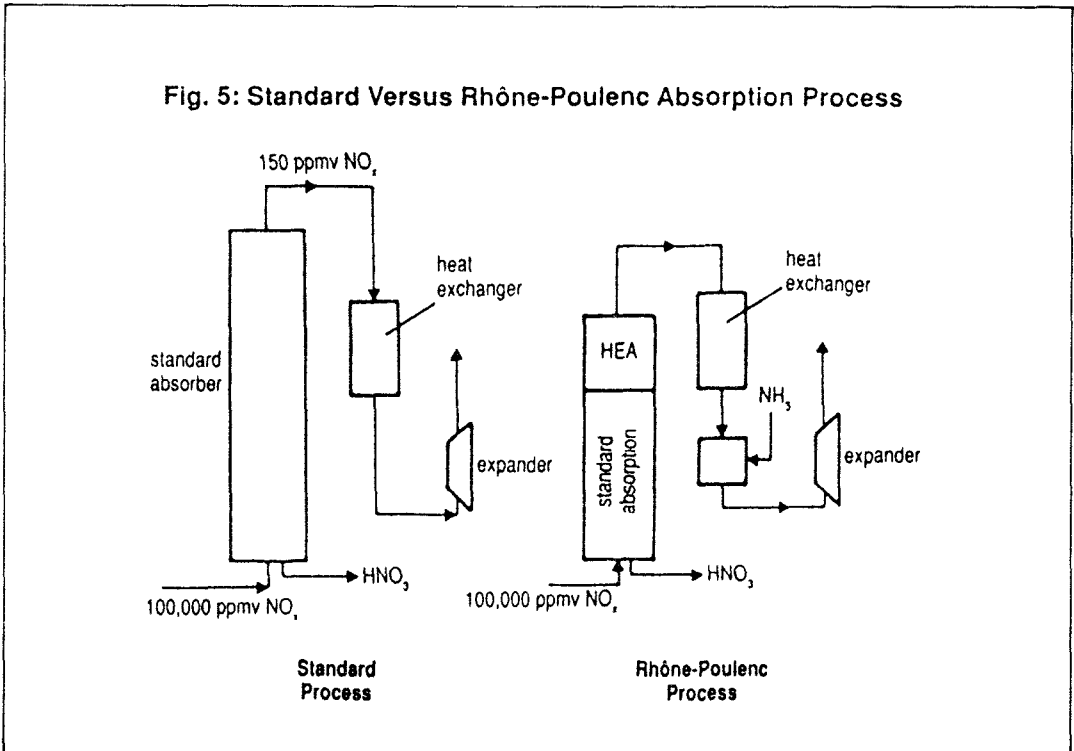 Fig. 5: Standard Versus Rhône-Poulenc Absorption Process
150 ppmv NOₓ
heat
exchanger
standard
absorber
expander
HNO₃
100,000 ppmv NOₓ
Standard
Process
heat
exchanger
HEA
NH₃
standard
absorption
expander
HNO₃
100,000 ppmv NOₓ
Rhône-Poulenc
Process